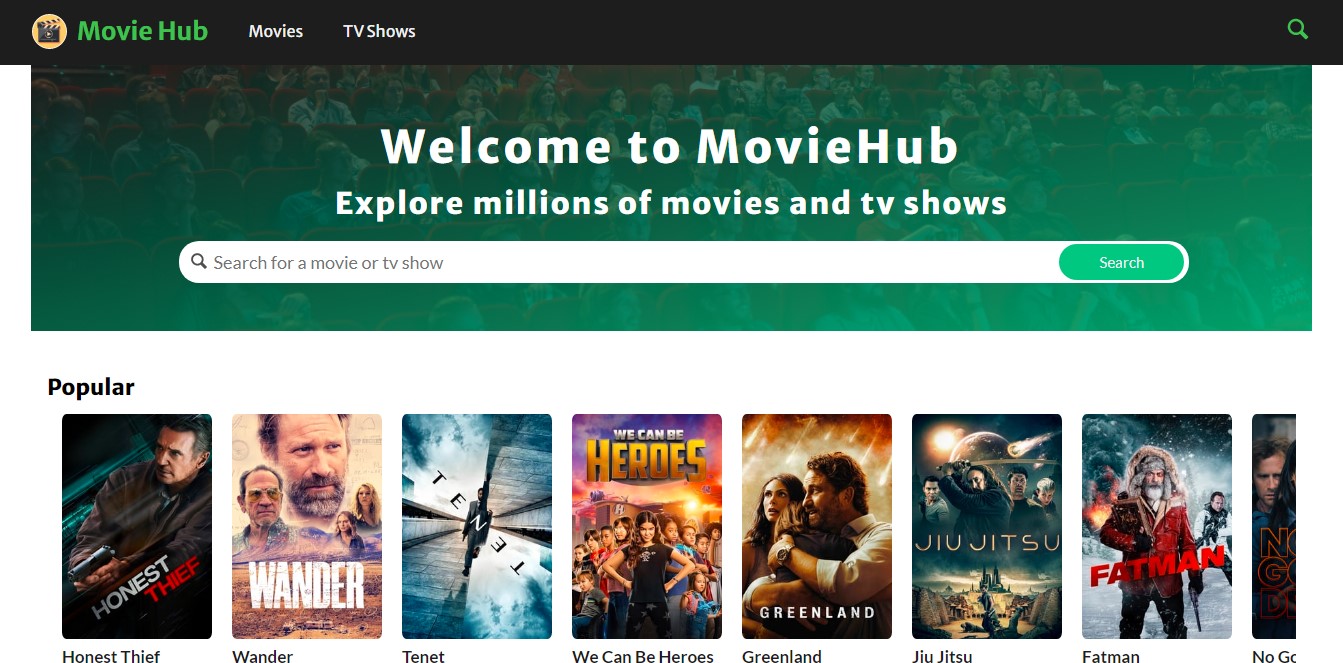 Movie Hub
Movies
TV Shows
Welcome to MovieHub
Explore millions of movies and tv shows
Search for a movie or tv show
Search
Popular
HONEST
THIEF
WANDER
TENET
WE CAN BE
HEROES
GREENLAND
JIU JITSU
FATMAN
NO
GO
D
Honest Thief
Wander
Tenet
We Can Be Heroes
Greenland
Jiu Jitsu
Fatman
No Go